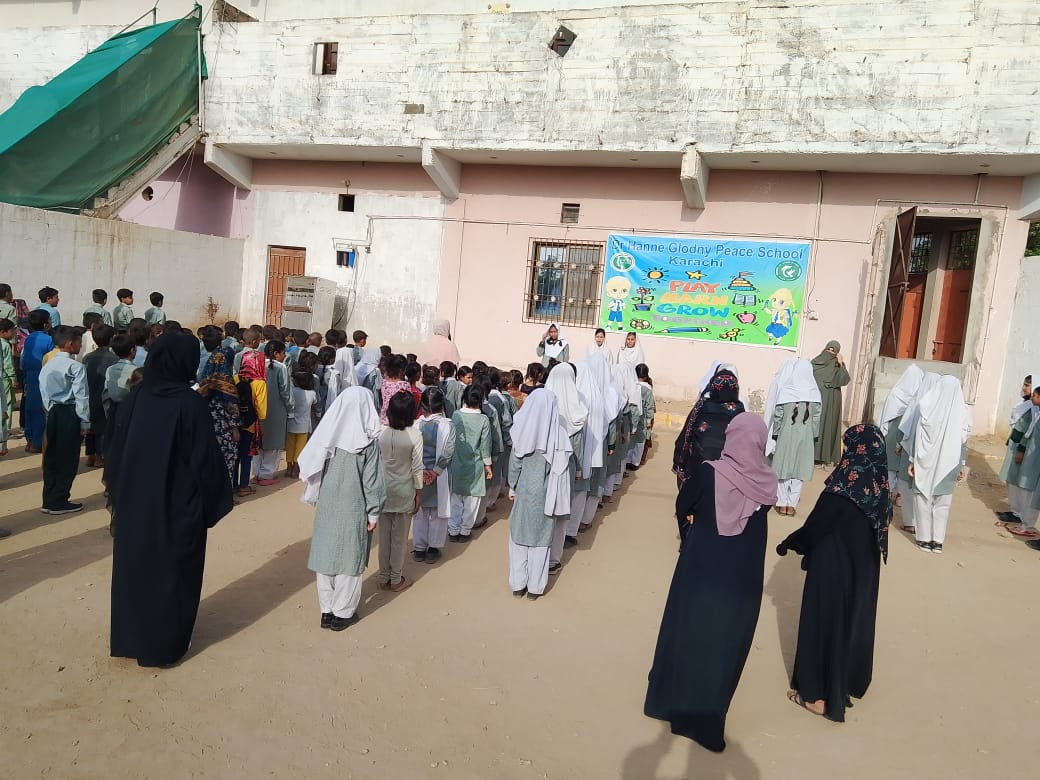 Dr Hanne Glodny Peace School
Karachi
PLAY
LEARN
GROW